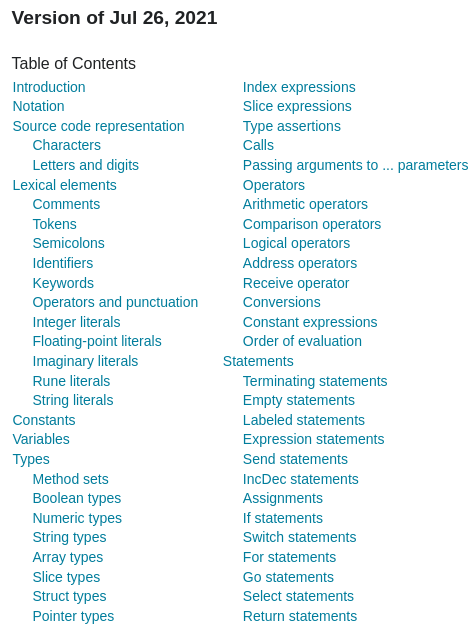 Version of Jul 26, 2021
Table of Contents
Introduction
Notation
Source code representation
Characters
Letters and digits
Lexical elements
Comments
Tokens
Semicolons
Identifiers
Keywords
Operators and punctuation
Integer literals
Floating-point literals
Imaginary literals
Rune literals
String literals
Constants
Variables
Types
Method sets
Boolean types
Numeric types
String types
Array types
Slice types
Struct types
Pointer types
Index expressions
Slice expressions
Type assertions
Calls
Passing arguments to ... parameters
Operators
Arithmetic operators
Comparison operators
Logical operators
Address operators
Receive operator
Conversions
Constant expressions
Order of evaluation
Statements
Terminating statements
Empty statements
Labeled statements
Expression statements
Send statements
IncDec statements
Assignments
If statements
Switch statements
For statements
Go statements
Select statements
Return statements